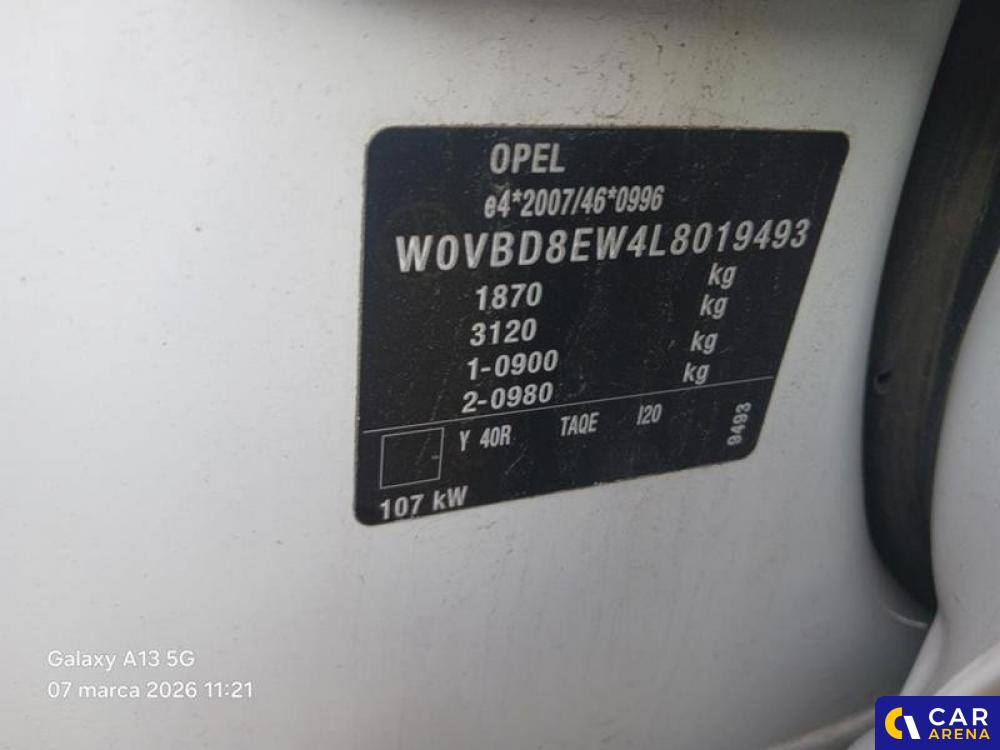 OPEL
e4*2007/46*0996
W0VBD8EW4L8019493
1870 kg
3120 kg
1-0900 kg
2-0980 kg
Y 40R TAQE I20 9493
107 kW
Galaxy A13 5G
07 marca 2026 11:21
CAR
ARENA